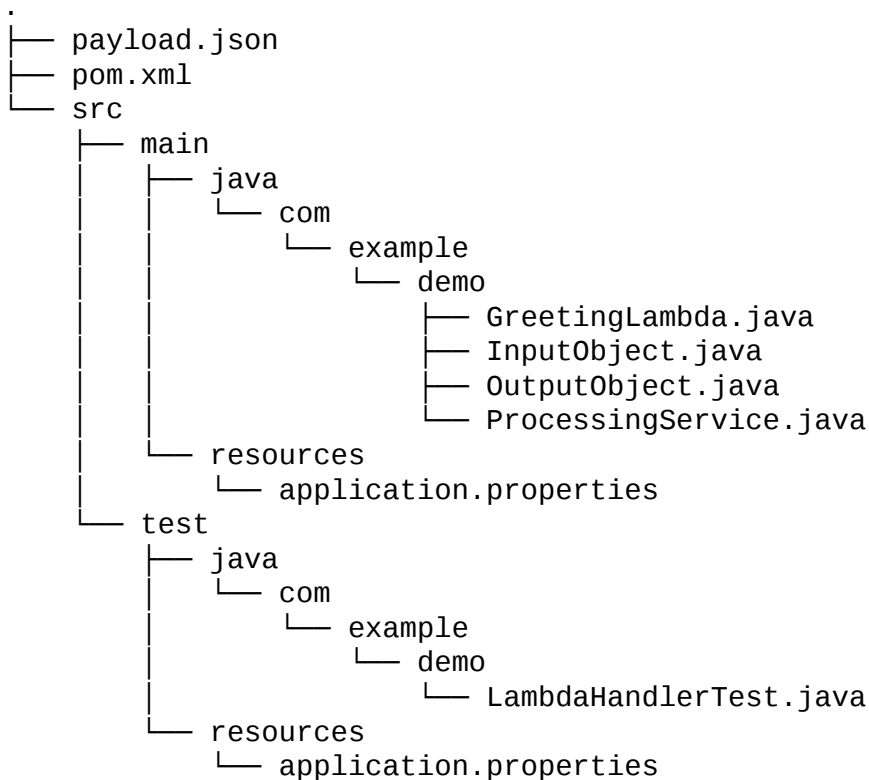 .
├── payload.json
├── pom.xml
└── src
    ├── main
    │   ├── java
    │   │   └── com
    │   │       └── example
    │   │           └── demo
    │   │               ├── GreetingLambda.java
    │   │               ├── InputObject.java
    │   │               ├── OutputObject.java
    │   │               └── ProcessingService.java
    │   └── resources
    │       └── application.properties
    └── test
        ├── java
        │   └── com
        │       └── example
        │           └── demo
        │               └── LambdaHandlerTest.java
        └── resources
            └── application.properties